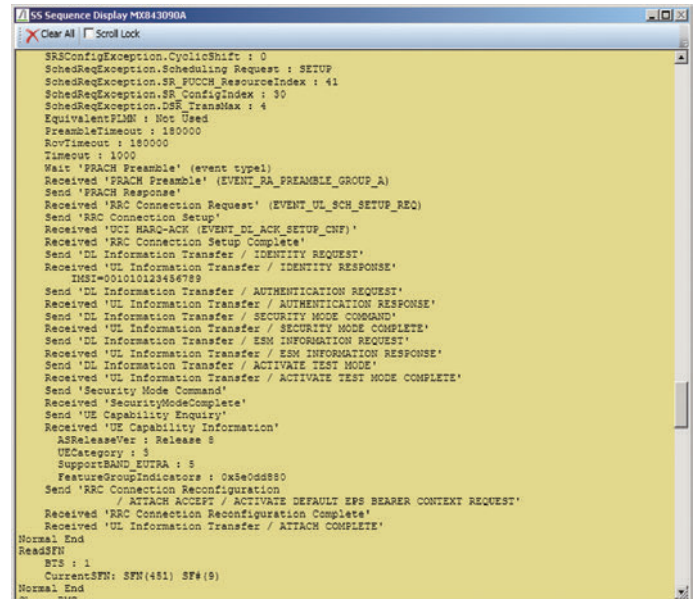 SS Sequence Display MX843090A
Clear All Scroll Lock
SRSConfigException.CyclicShift : 0
SchedReqException.Scheduling Request : SETUP
SchedReqException.SR_PUCCH_ResourceIndex : 41
SchedReqException.SR_ConfigIndex : 30
SchedReqException.DSR_TransMax : 4
EquivalentPLMN : Not Used
PreambleTimeout : 180000
RcvTimeout : 180000
Timeout : 1000
Wait 'PRACH Preamble' (event type1)
Received 'PRACH Preamble' (EVENT_RA_PREAMBLE_GROUP_A)
Send 'PRACH Response'
Received 'RRC Connection Request' (EVENT_UL_SCH_SETUP_REQ)
Send 'RRC Connection Setup'
Received 'UCI HARQ-ACK (EVENT_DL_ACK_SETUP_CNF)'
Received 'RRC Connection Setup Complete'
Send 'DL Information Transfer / IDENTITY REQUEST'
Received 'UL Information Transfer / IDENTITY RESPONSE'
IMSI=001010123456789
Send 'DL Information Transfer / AUTHENTICATION REQUEST'
Received 'UL Information Transfer / AUTHENTICATION RESPONSE'
Send 'DL Information Transfer / SECURITY MODE COMMAND'
Received 'UL Information Transfer / SECURITY MODE COMPLETE'
Send 'DL Information Transfer / ESM INFORMATION REQUEST'
Received 'UL Information Transfer / ESM INFORMATION RESPONSE'
Send 'DL Information Transfer / ACTIVATE TEST MODE'
Received 'UL Information Transfer / ACTIVATE TEST MODE COMPLETE'
Send 'Security Mode Command'
Received 'SecurityModeComplete'
Send 'UE Capability Enquiry'
Received 'UE Capability Information'
ASReleaseVer : Release 8
UECategory : 3
SupportBAND_EUTRA : 5
FeatureGroupIndicators : 0x5e0dd880
Send 'RRC Connection Reconfiguration
/ ATTACH ACCEPT / ACTIVATE DEFAULT EPS BEARER CONTEXT REQUEST'
Received 'RRC Connection Reconfiguration Complete'
Received 'UL Information Transfer / ATTACH COMPLETE'
Normal End
ReadSFN
BTS : 1
CurrentSFN: SFN(451) SF#(9)
Normal End